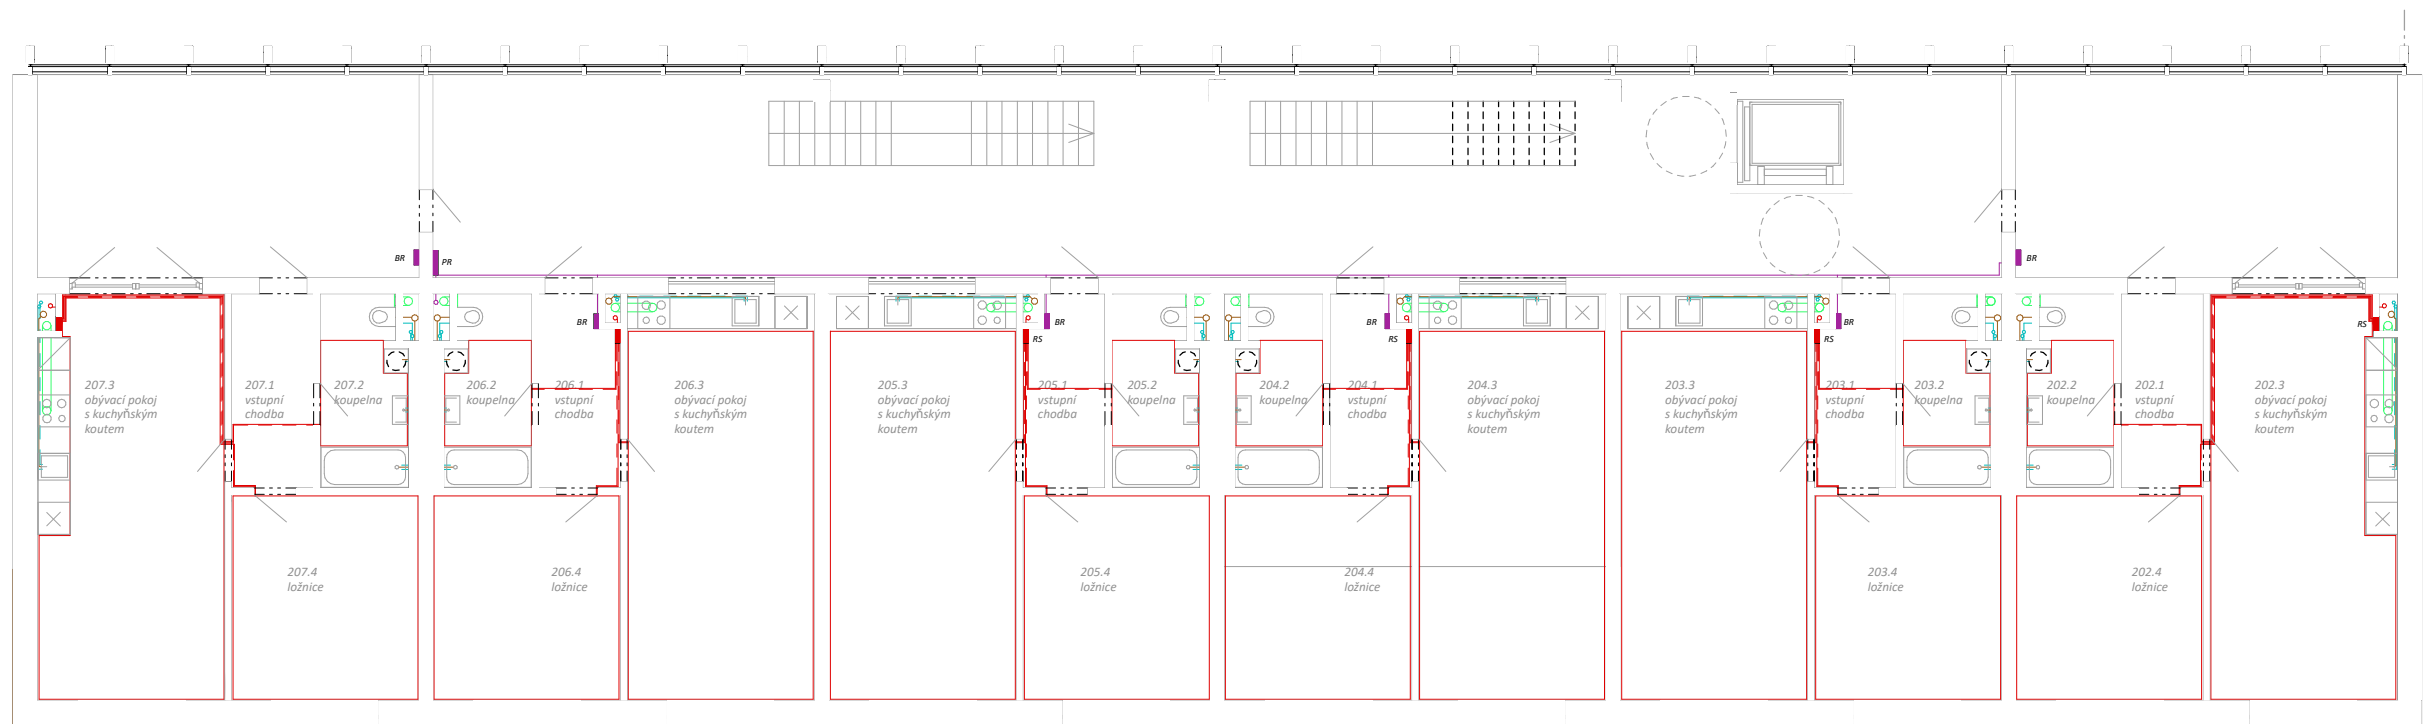 BR
PR
BR
BR
BR
BR
BR
RS
RS
RS
207.3
obývací pokoj
s kuchyňským
koutem
207.1
vstupní
chodba
207.2
koupelna
206.2
koupelna
206.1
vstupní
chodba
206.3
obývací pokoj
s kuchyňským
koutem
205.3
obývací pokoj
s kuchyňským
koutem
205.1
vstupní
chodba
205.2
koupelna
204.2
koupelna
204.1
vstupní
chodba
204.3
obývací pokoj
s kuchyňským
koutem
203.3
obývací pokoj
s kuchyňským
koutem
203.1
vstupní
chodba
203.2
koupelna
202.2
koupelna
202.1
vstupní
chodba
202.3
obývací pokoj
s kuchyňským
koutem
207.4
ložnice
206.4
ložnice
205.4
ložnice
204.4
ložnice
203.4
ložnice
202.4
ložnice